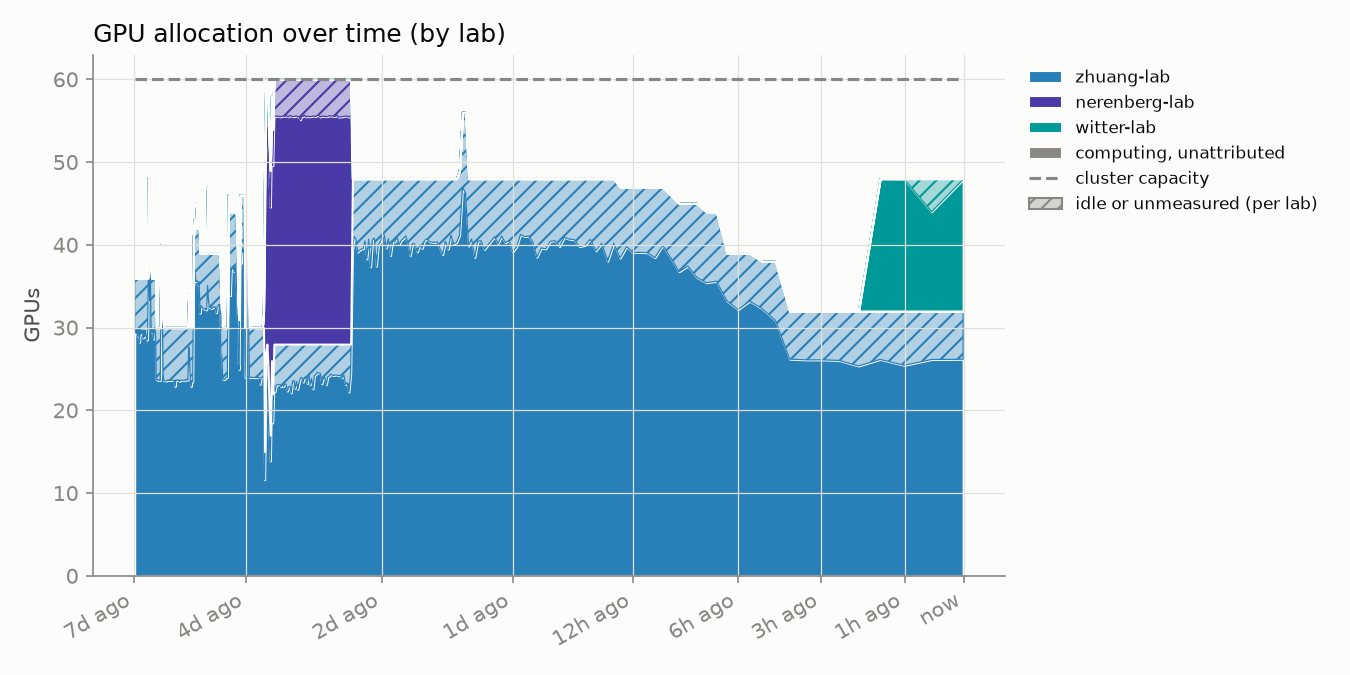 GPU allocation over time (by lab)
60
50
40
30
20
10
0
GPUs
7d ago
4d ago
2d ago
1d ago
12h ago
6h ago
3h ago
1h ago
now
zhuang-lab
nerenberg-lab
witter-lab
computing, unattributed
cluster capacity
idle or unmeasured (per lab)